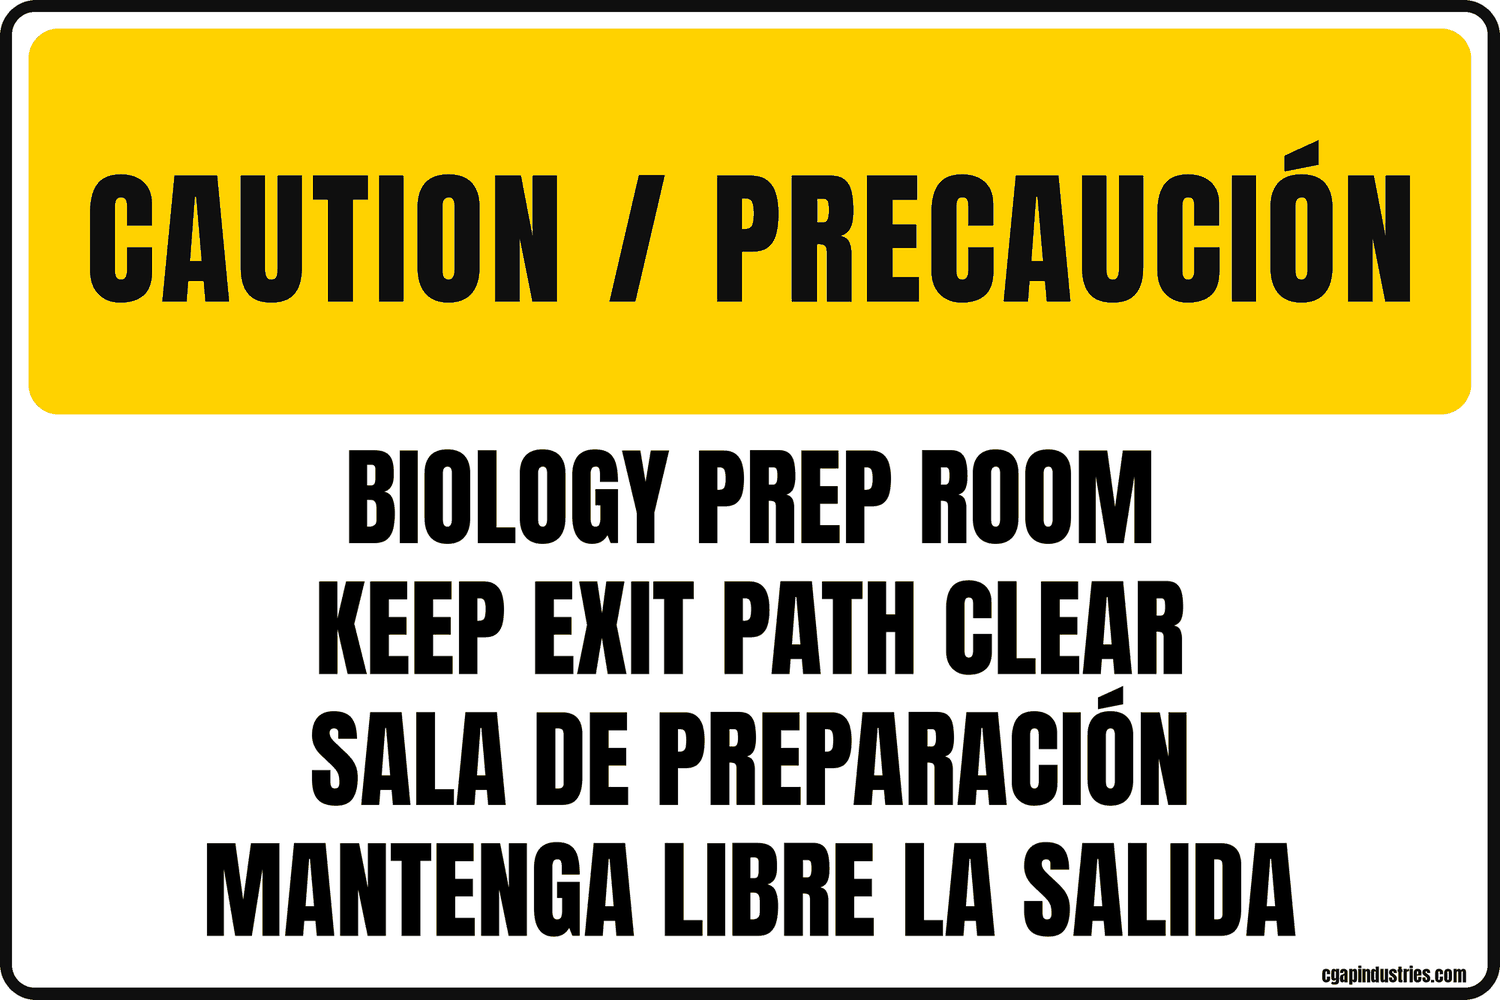 CAUTION / PRECAUCIÓN
BIOLOGY PREP ROOM
KEEP EXIT PATH CLEAR
SALA DE PREPARACIÓN
MANTENGA LIBRE LA SALIDA
cgapindustries.com